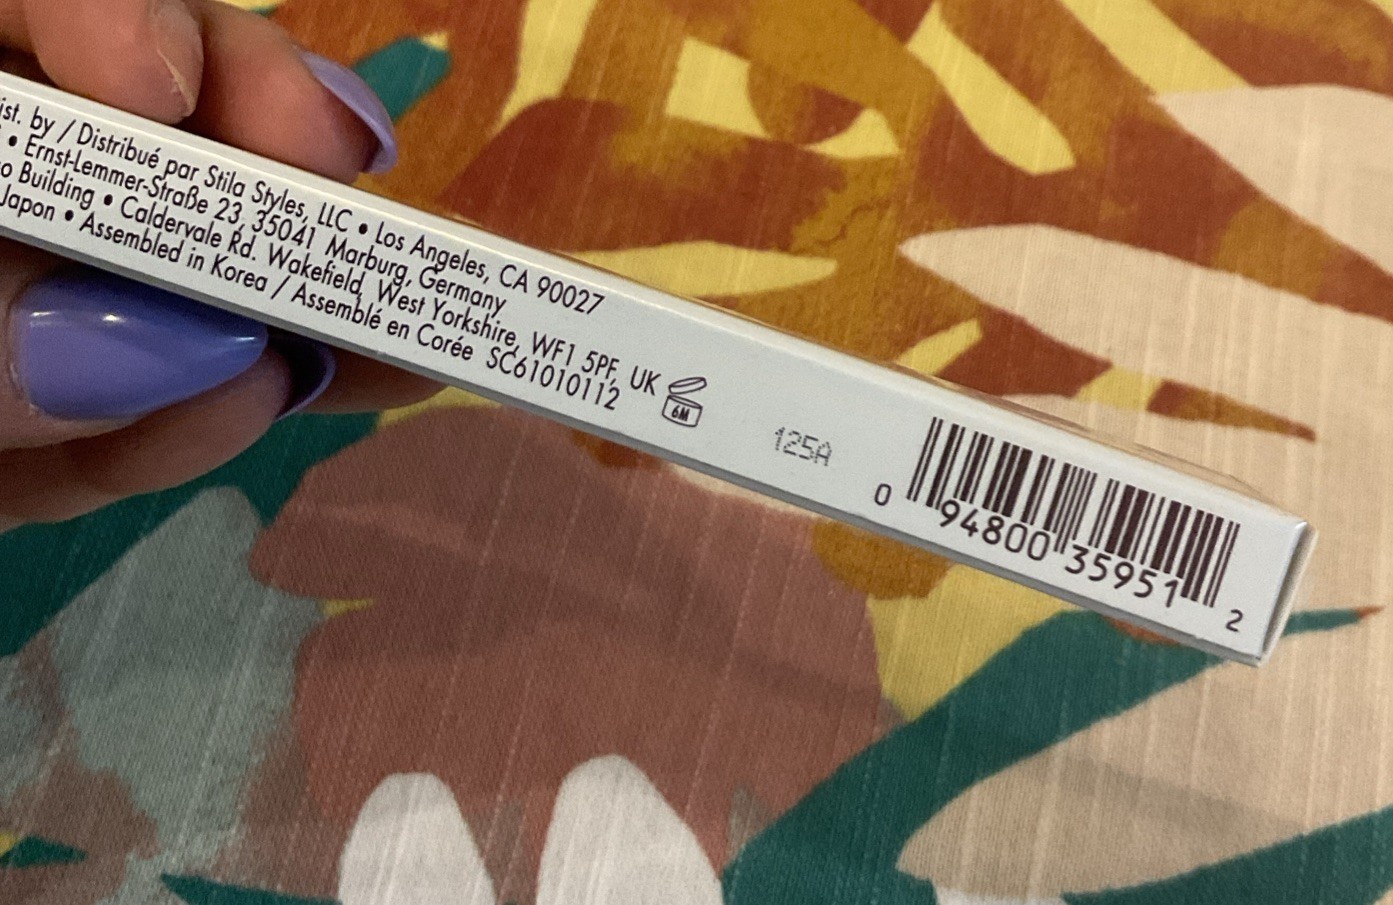 by / Distribué par Stila Styles, LLC • Los Angeles, CA 90027
• Ernst-Lemmer-Straße 23, 35041 Marburg, Germany
Building • Caldervale Rd. Wakefield, West Yorkshire, WF1 5PF, UK
Japon • Assembled in Korea / Assemblé en Corée SC61010112
6M
125A
0 94800 35951 2